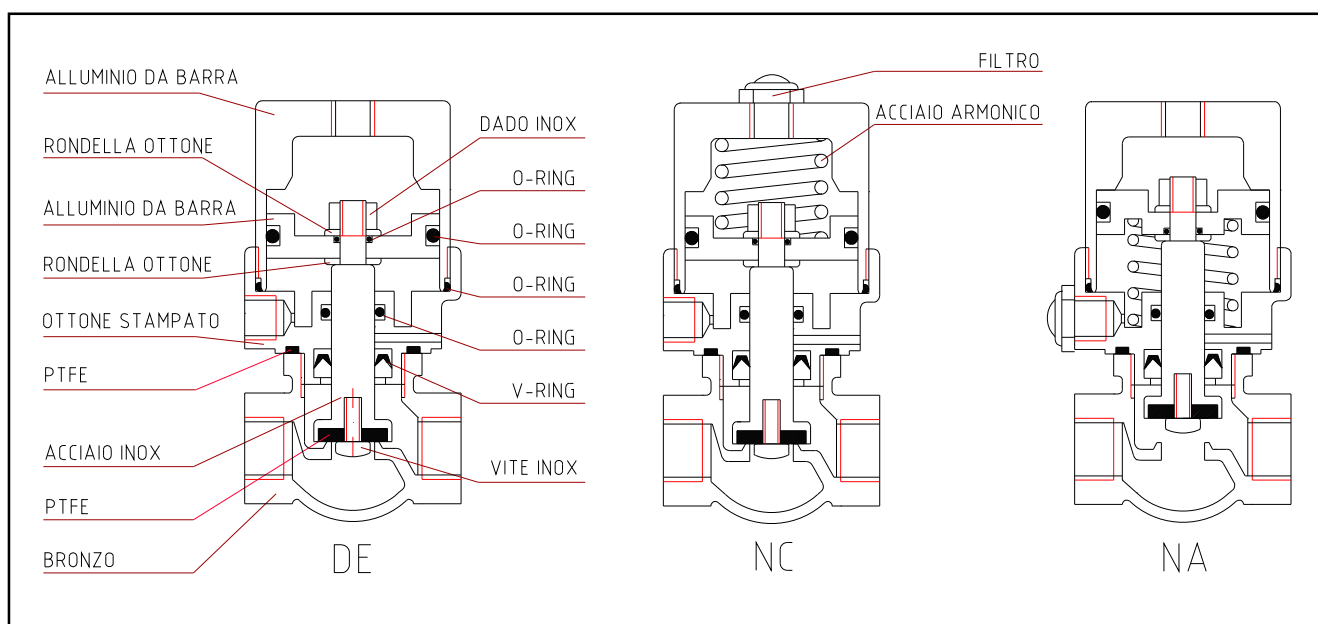 ALLUMINIO DA BARRA
RONDELLA OTTONE
ALLUMINIO DA BARRA
RONDELLA OTTONE
OTTONE STAMPATO
PTFE
ACCIAIO INOX
PTFE
BRONZO
DADO INOX
O-RING
O-RING
O-RING
O-RING
V-RING
VITE INOX
DE
FILTRO
ACCIAIO ARMONICO
NC
NA